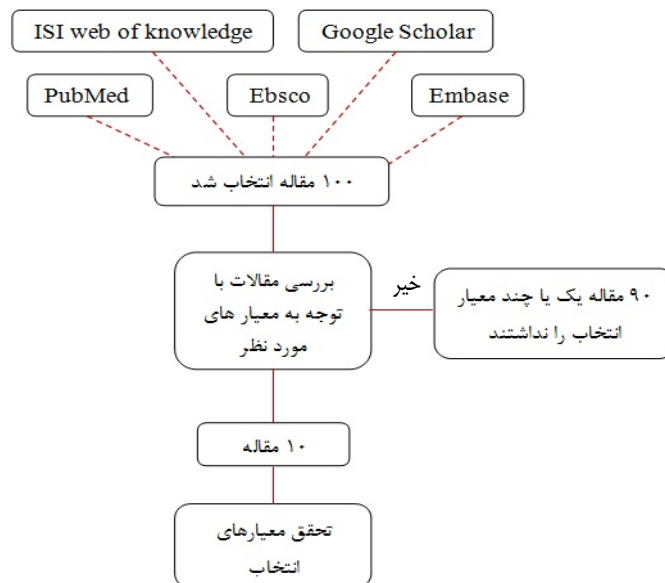 ISI web of knowledge
Google Scholar
PubMed
Ebsco
Embase
۱۰۰ مقاله انتخاب شد
بررسی مقالات با
توجه به معیار های
مورد نظر
خیر
۹۰ مقاله یک یا چند معیار
انتخاب را نداشتند
۱۰ مقاله
تحقق معیارهای
انتخاب